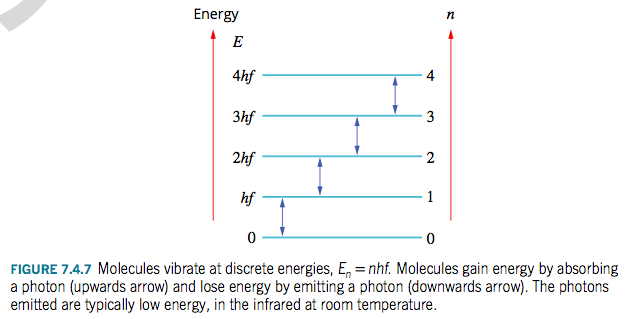 Energy n
E
4hf 4
3hf 3
2hf 2
hf 1
0 0
FIGURE 7.4.7 Molecules vibrate at discrete energies, Eₙ = nhf. Molecules gain energy by absorbing
a photon (upwards arrow) and lose energy by emitting a photon (downwards arrow). The photons
emitted are typically low energy, in the infrared at room temperature.